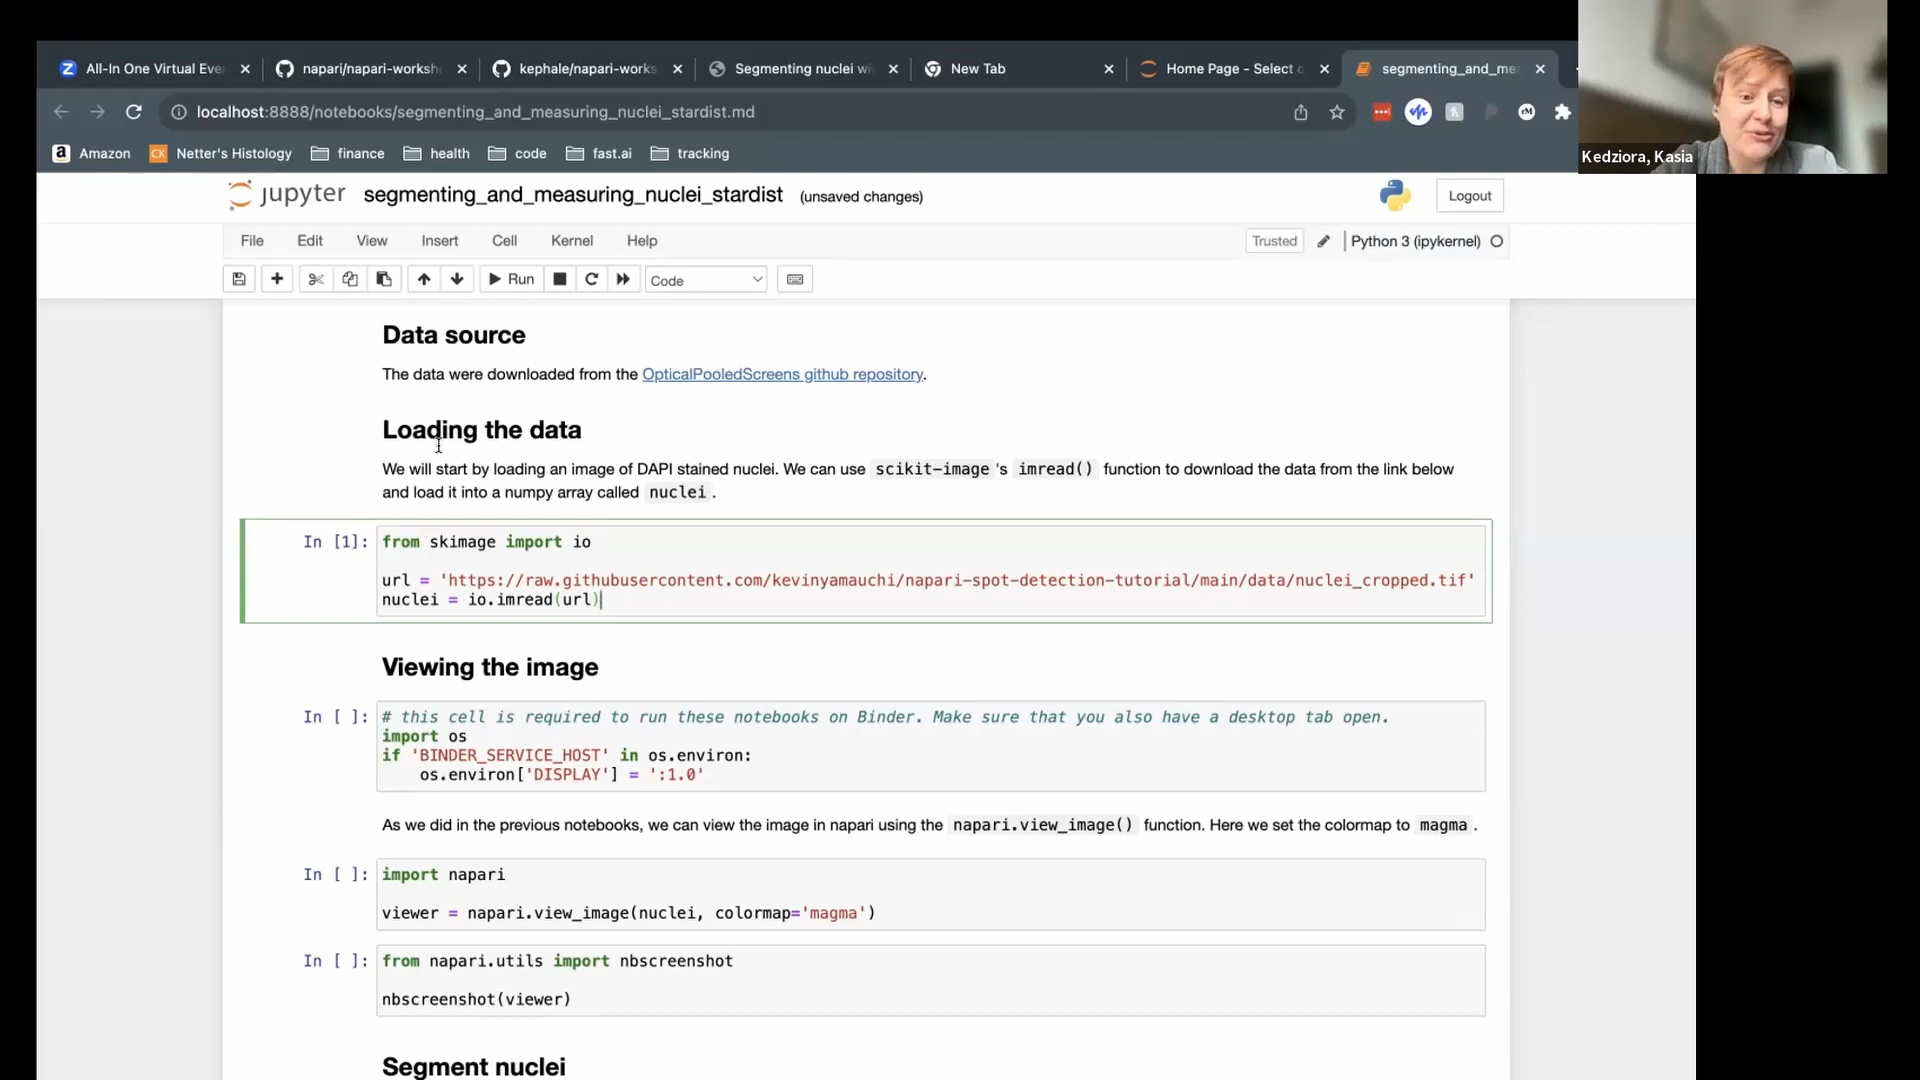 All-In One Virtual Eve
napari/napari-worksh
kephale/napari-works
Segmenting nuclei wi
New Tab
Home Page - Select o
segmenting_and_me
localhost:8888/notebooks/segmenting_and_measuring_nuclei_stardist.md
Kedziora, Kasia
Amazon
CK Netter's Histology
finance
health
code
fast.ai
tracking
jupyter segmenting_and_measuring_nuclei_stardist (unsaved changes)
Logout
File Edit View Insert Cell Kernel Help
Trusted
Python 3 (ipykernel)
Run
Code
Data source
The data were downloaded from the OpticalPooledScreens github repository.
Loading the data
We will start by loading an image of DAPI stained nuclei. We can use scikit-image 's imread() function to download the data from the link below
and load it into a numpy array called nuclei .
In [1]: from skimage import io
url = 'https://raw.githubusercontent.com/kevinyamauchi/napari-spot-detection-tutorial/main/data/nuclei_cropped.tif'
nuclei = io.imread(url)
Viewing the image
In [ ]: # this cell is required to run these notebooks on Binder. Make sure that you also have a desktop tab open.
import os
if 'BINDER_SERVICE_HOST' in os.environ:
    os.environ['DISPLAY'] = ':1.0'
As we did in the previous notebooks, we can view the image in napari using the napari.view_image() function. Here we set the colormap to magma .
In [ ]: import napari
viewer = napari.view_image(nuclei, colormap='magma')
In [ ]: from napari.utils import nbscreenshot
nbscreenshot(viewer)
Segment nuclei